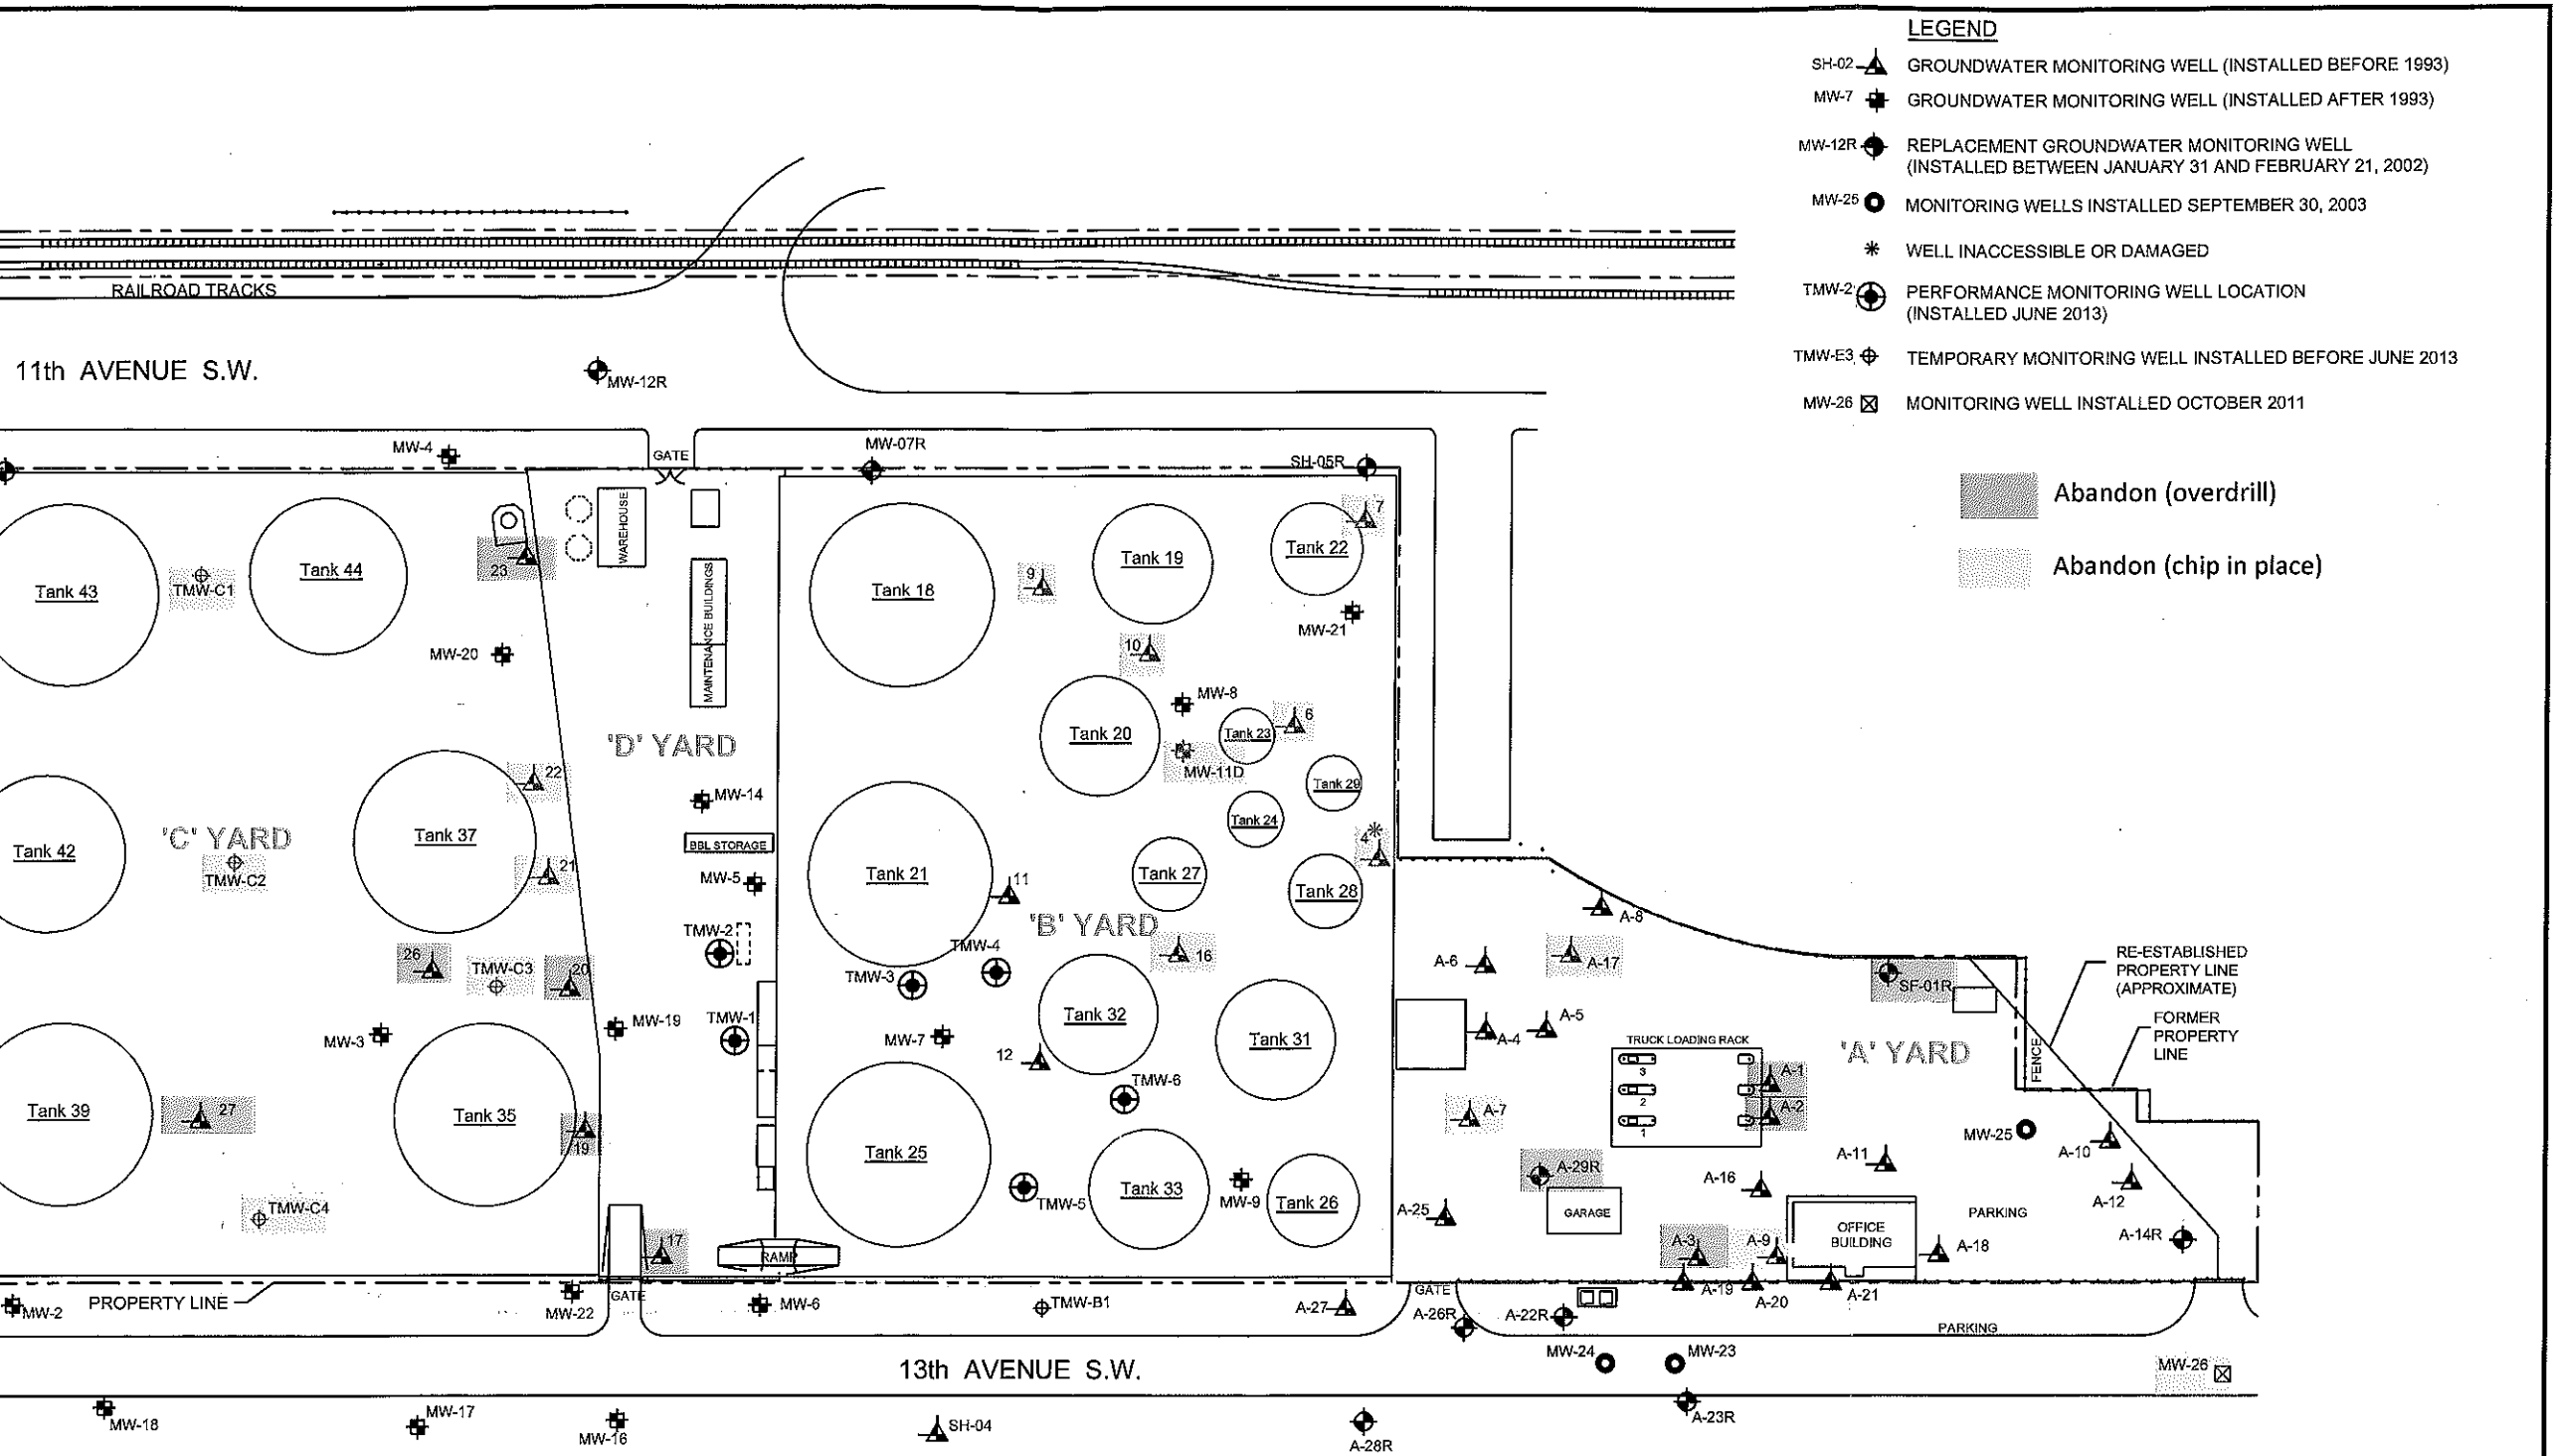 LEGEND
SH-02 GROUNDWATER MONITORING WELL (INSTALLED BEFORE 1993)
MW-7 GROUNDWATER MONITORING WELL (INSTALLED AFTER 1993)
MW-12R REPLACEMENT GROUNDWATER MONITORING WELL
(INSTALLED BETWEEN JANUARY 31 AND FEBRUARY 21, 2002)
MW-25 MONITORING WELLS INSTALLED SEPTEMBER 30, 2003
* WELL INACCESSIBLE OR DAMAGED
TMW-2 PERFORMANCE MONITORING WELL LOCATION
(INSTALLED JUNE 2013)
TMW-E3 TEMPORARY MONITORING WELL INSTALLED BEFORE JUNE 2013
MW-26 MONITORING WELL INSTALLED OCTOBER 2011
Abandon (overdrill)
Abandon (chip in place)
RAILROAD TRACKS
11th AVENUE S.W.
MW-12R
MW-4
GATE
MW-07R
SH-05R
Tank 43
TMW-C1
Tank 44
23
WAREHOUSE
MAINTENANCE BUILDINGS
Tank 18
9
Tank 19
Tank 22
7
MW-21
10
MW-20
MW-8
6
Tank 20
Tank 23
MW-11D
'D' YARD
22
Tank 29
MW-14
Tank 24
'C' YARD
Tank 42
TMW-C2
Tank 37
BBL STORAGE
4
*
21
MW-5
Tank 21
11
Tank 27
Tank 28
'B' YARD
A-8
TMW-2
TMW-4
16
A-6
A-17
26
TMW-C3
20
TMW-3
SF-01R
RE-ESTABLISHED
PROPERTY LINE
(APPROXIMATE)
MW-3
MW-19
TMW-1
MW-7
Tank 32
12
Tank 31
A-4
A-5
TRUCK LOADING RACK
3
2
1
'A' YARD
FENCE
FORMER
PROPERTY
LINE
A-1
A-2
Tank 39
27
Tank 35
19
TMW-6
A-7
MW-25
A-10
Tank 25
A-29R
A-16
A-11
A-12
TMW-5
Tank 33
MW-9
Tank 26
A-25
GARAGE
PARKING
TMW-C4
OFFICE
BUILDING
17
RAMP
A-3
A-9
A-18
A-14R
MW-2
PROPERTY LINE
MW-22
GATE
MW-6
TMW-B1
A-27
GATE
A-26R
A-22R
A-19
A-20
A-21
PARKING
13th AVENUE S.W.
MW-24
MW-23
MW-26
MW-18
MW-17
MW-16
SH-04
A-28R
A-23R